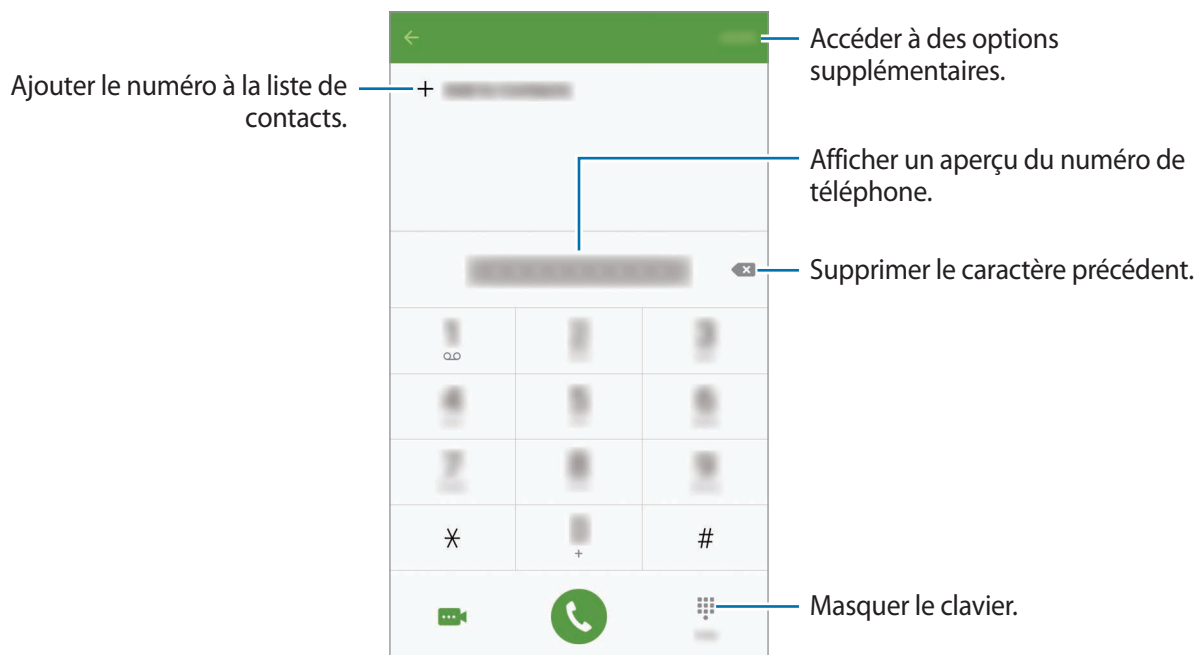 Accéder à des options
supplémentaires.
Ajouter le numéro à la liste de
contacts.
Afficher un aperçu du numéro de
téléphone.
Supprimer le caractère précédent.
* #
+
Masquer le clavier.